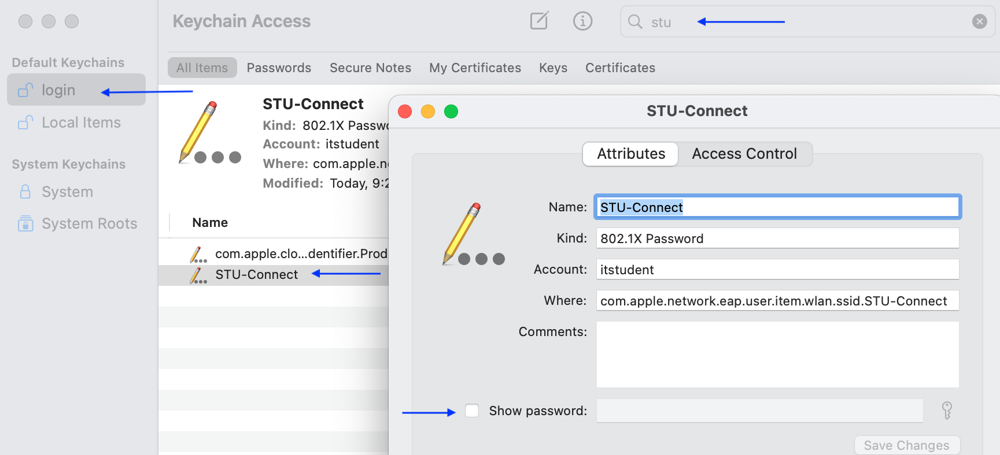 Keychain Access
stu
Default Keychains
login
Local Items
System Keychains
System
System Roots
All Items
Passwords
Secure Notes
My Certificates
Keys
Certificates
STU-Connect
Kind: 802.1X Passwo
Account: itstudent
Where: com.apple.ne
Modified: Today, 9:2
Name
com.apple.clo...dentifier.Prod
STU-Connect
STU-Connect
Attributes
Access Control
Name: STU-Connect
Kind: 802.1X Password
Account: itstudent
Where: com.apple.network.eap.user.item.wlan.ssid.STU-Connect
Comments:
Show password:
Save Changes